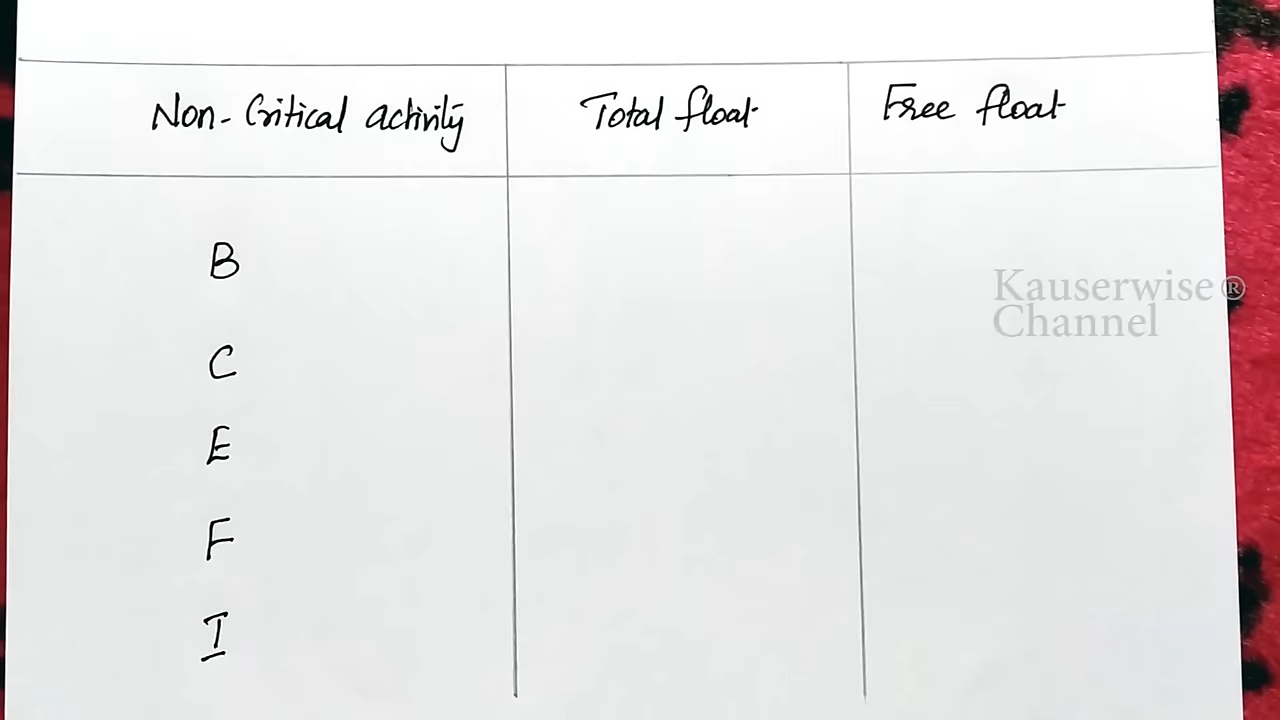 Non-Critical activity Total float Free float
B
Kauserwise®
Channel
C
E
F
I